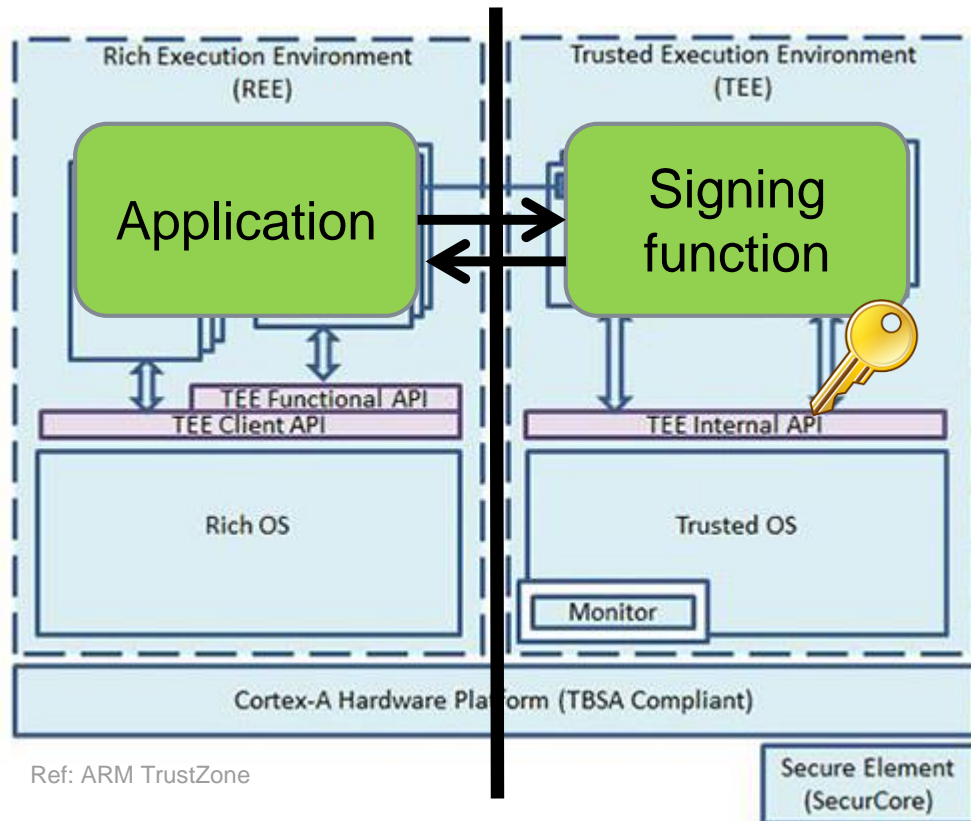 Rich Execution Environment
(REE)
Trusted Execution Environment
(TEE)
Application
Signing
function
TEE Functional API
TEE Client API
TEE Internal API
Rich OS
Trusted OS
Monitor
Cortex-A Hardware Platform (TBSA Compliant)
Ref: ARM TrustZone
Secure Element
(SecurCore)